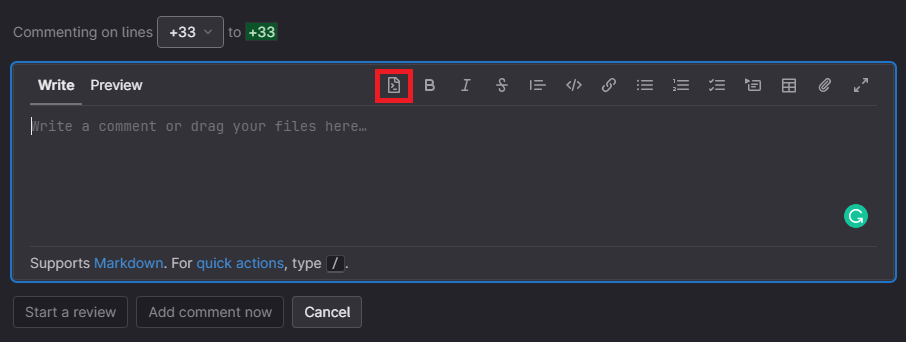 Commenting on lines +33 to +33
Write Preview
Write a comment or drag your files here…
Supports Markdown. For quick actions, type /.
Start a review Add comment now Cancel